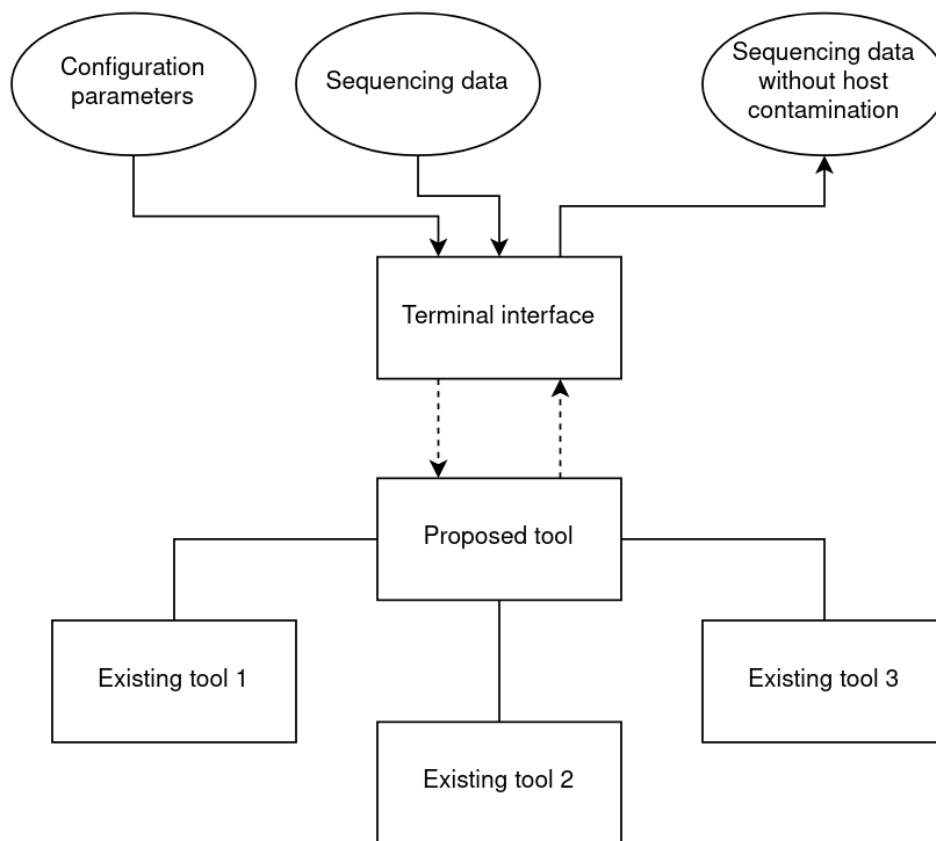 Configuration
parameters
Sequencing data
Sequencing data
without host
contamination
Terminal interface
Proposed tool
Existing tool 1
Existing tool 3
Existing tool 2